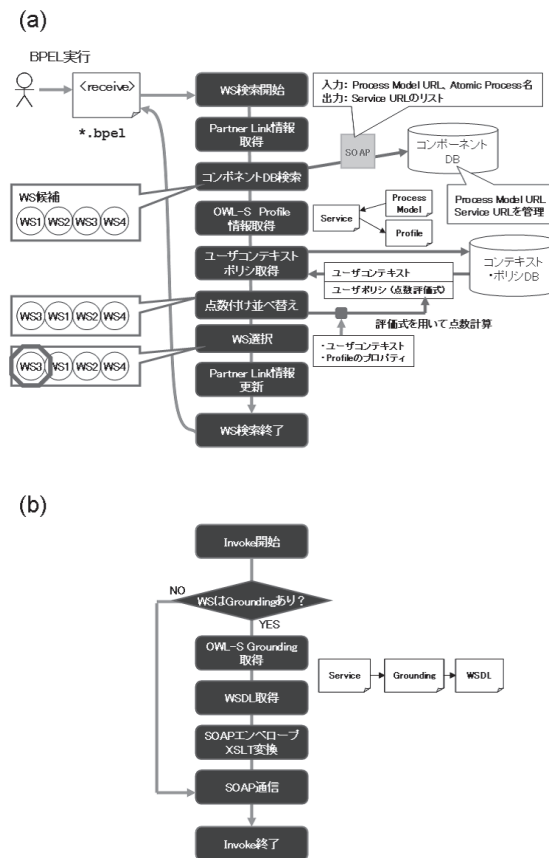 (a)
BPEL実行
<receive>
*.bpel
WS検索開始
Partner Link情報
取得
コンポーネントDB検索
OWL-S Profile
情報取得
ユーザコンテキスト
ポリシ取得
点数付け並べ替え
WS選択
Partner Link情報
更新
WS検索終了
入力: Process Model URL、Atomic Process名
出力: Service URLのリスト
SOAP
コンポーネント
DB
Process Model URL
Service URLを管理
WS候補
WS1 WS2 WS3 WS4
Service
Process
Model
Profile
ユーザコンテキスト
ユーザポリシ (点数評価式)
コンテキスト
・ポリシDB
WS3 WS1 WS2 WS4
評価式を用いて点数計算
・ユーザコンテキスト
・Profileのプロパティ
WS3 WS1 WS2 WS4
(b)
Invoke開始
NO
WSはGroundingあり?
YES
OWL-S Grounding
取得
WSDL取得
SOAPエンベロープ
XSLT変換
SOAP通信
Invoke終了
Service
Grounding
WSDL